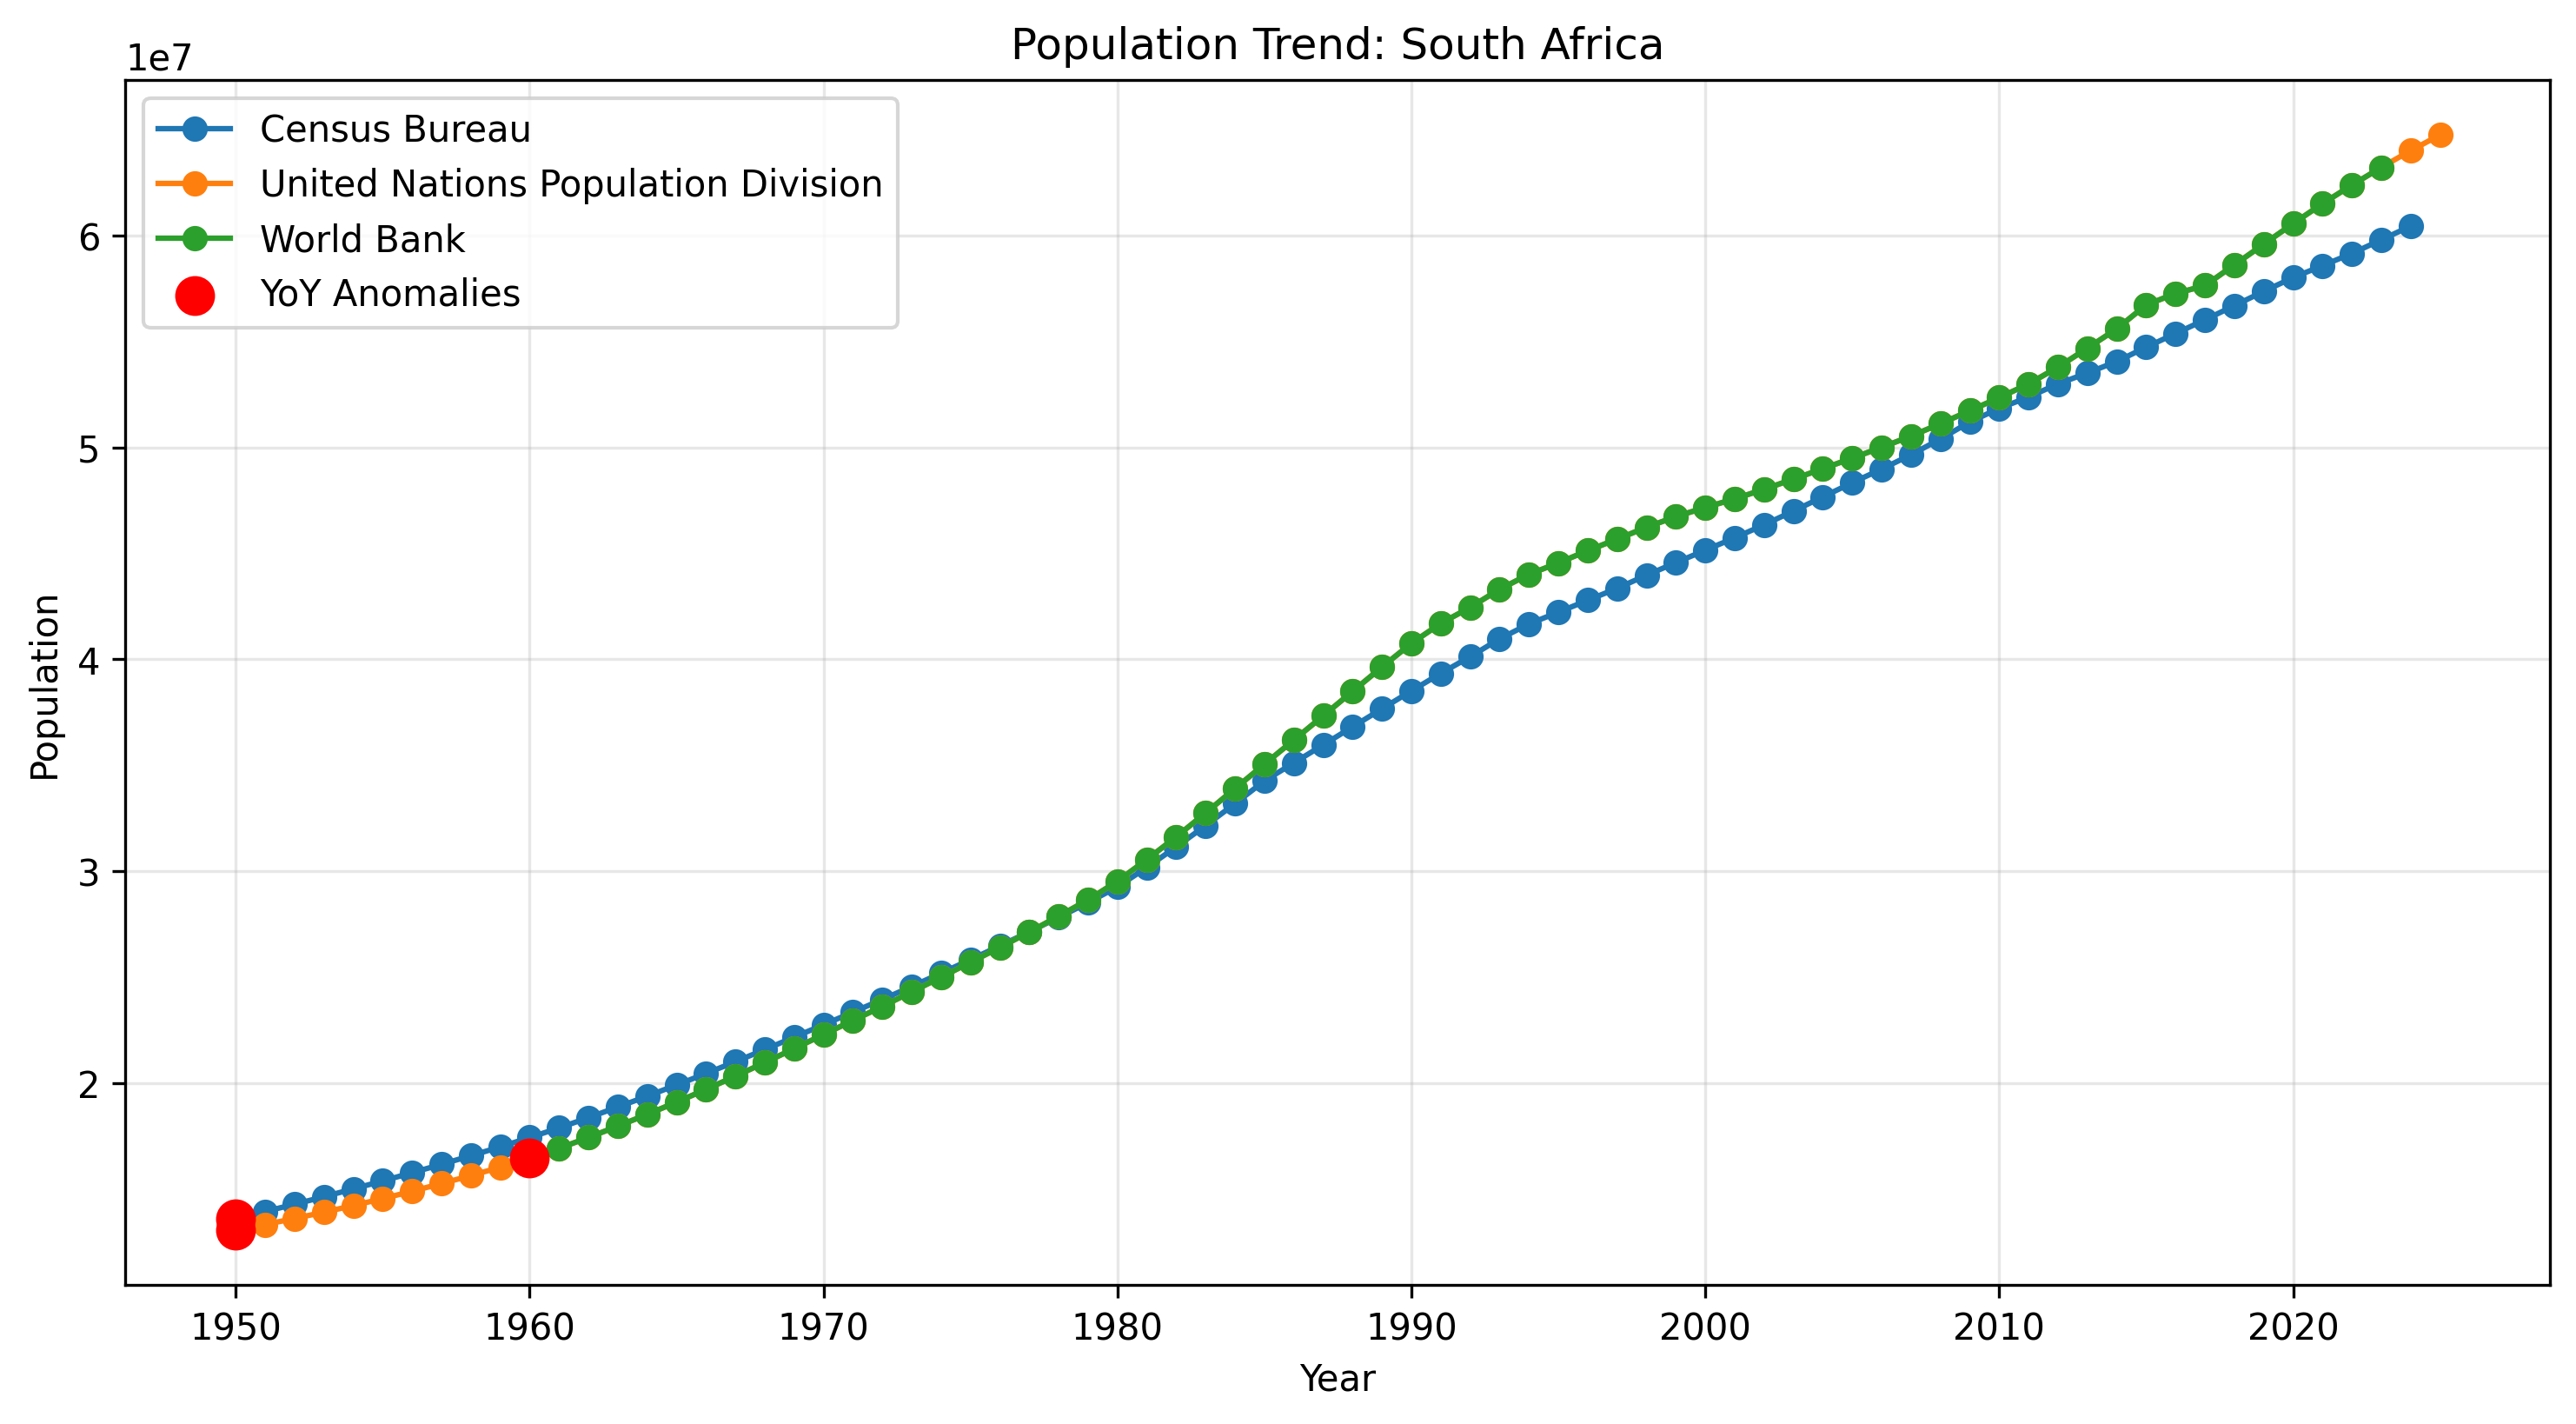 Population Trend: South Africa
1e7
Census Bureau
United Nations Population Division
World Bank
YoY Anomalies
6
5
4
3
2
Population
1950 1960 1970 1980 1990 2000 2010 2020
Year